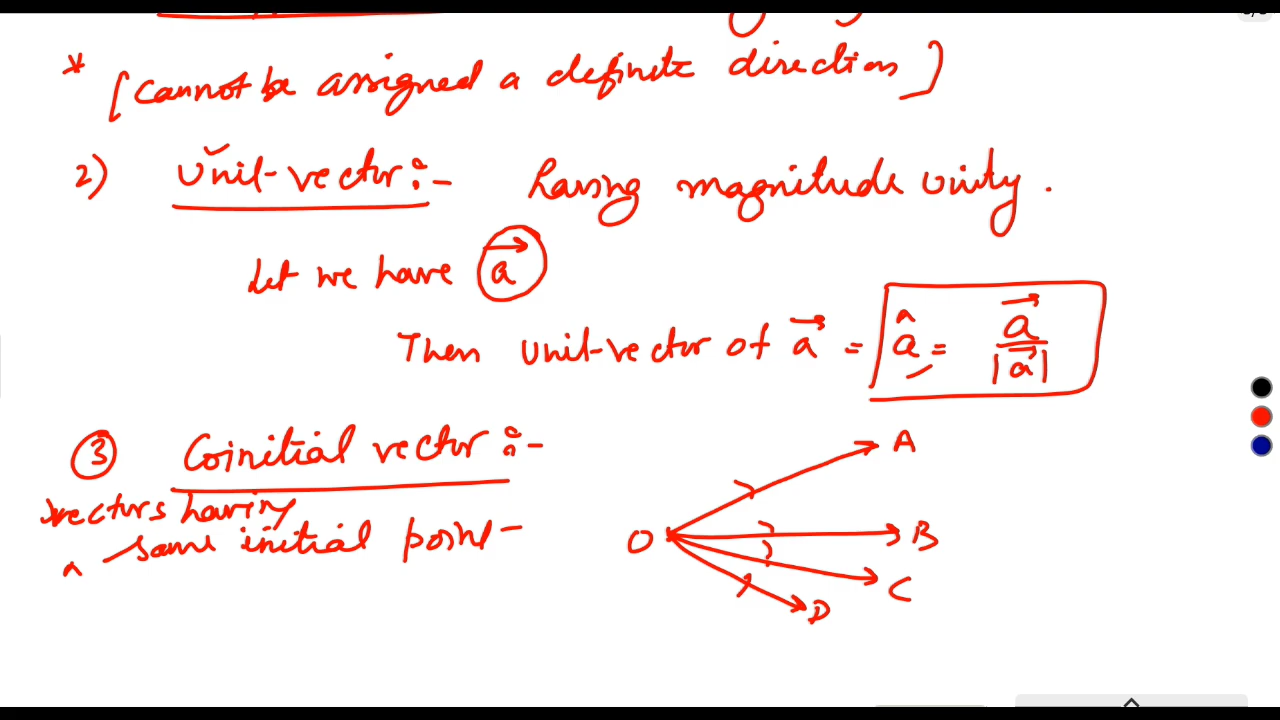 * [cannot be assigned a definite direction]
2) Unit-vector :- having magnitude unity.
Let we have a⃗
Then unit-vector of a⃗ = â = a⃗ / |a⃗|
③ Coinitial vector :-
vectors having
same initial point-
A
O B
C
D